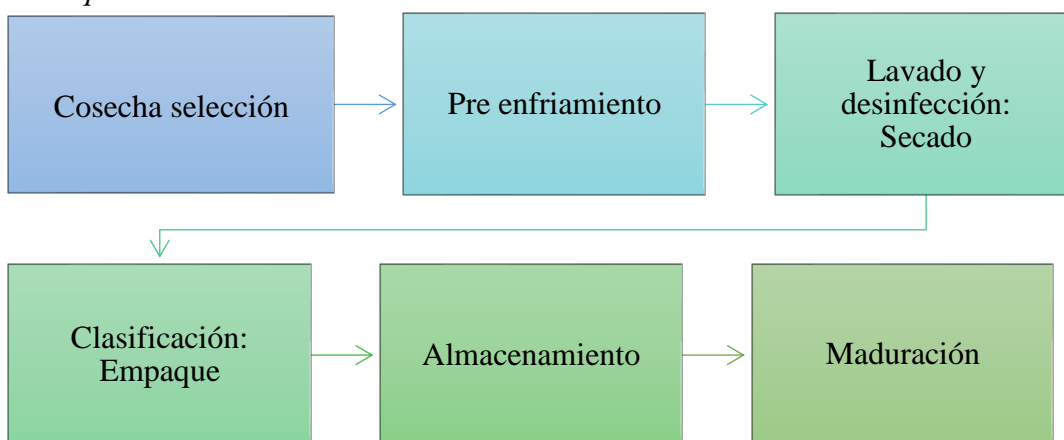 Cosecha selección
Pre enfriamiento
Lavado y
desinfección:
Secado
Clasificación:
Empaque
Almacenamiento
Maduración